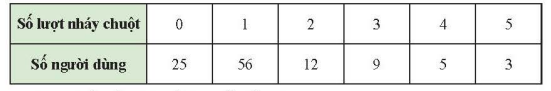 Số lượt nháy chuột 0 1 2 3 4 5
Số người dùng 25 56 12 9 5 3